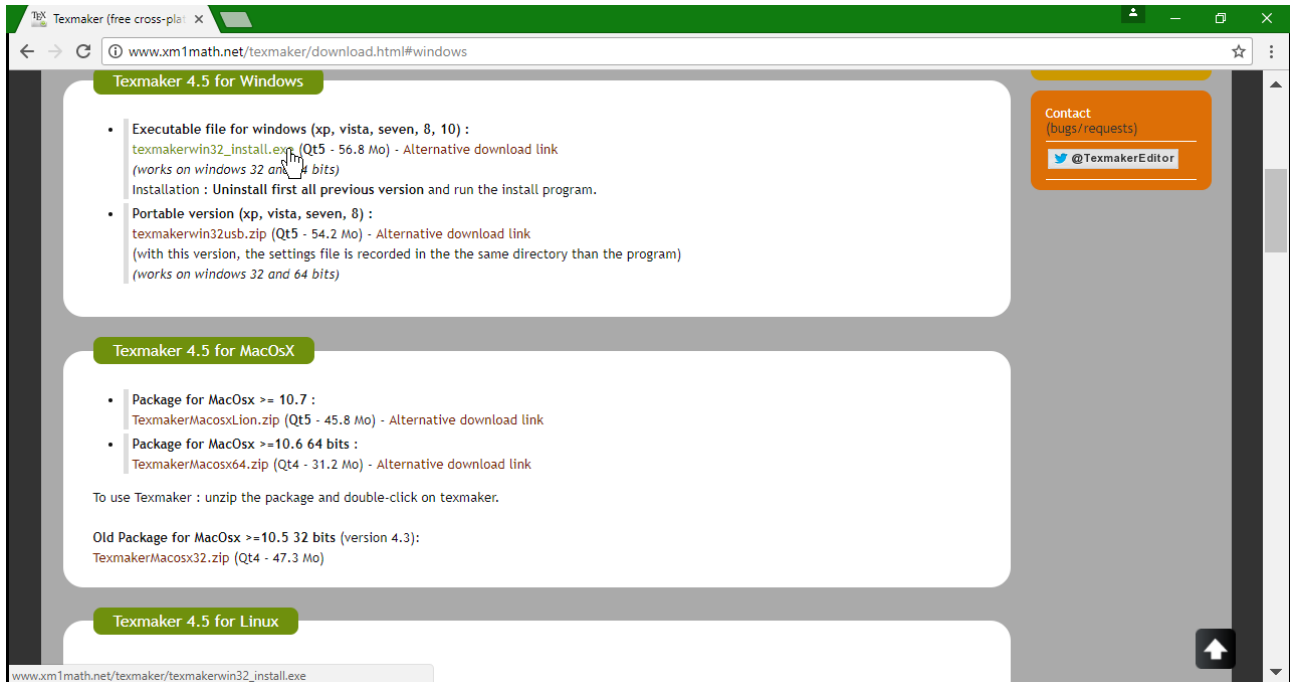 TEX Texmaker (free cross-plat
www.xm1math.net/texmaker/download.html#windows
Texmaker 4.5 for Windows
Executable file for windows (xp, vista, seven, 8, 10) :
texmakerwin32_install.exe (Qt5 - 56.8 Mo) - Alternative download link
(works on windows 32 and 4 bits)
Installation : Uninstall first all previous version and run the install program.
Portable version (xp, vista, seven, 8) :
texmakerwin32usb.zip (Qt5 - 54.2 Mo) - Alternative download link
(with this version, the settings file is recorded in the the same directory than the program)
(works on windows 32 and 64 bits)
Contact
(bugs/requests)
@TexmakerEditor
Texmaker 4.5 for MacOsX
Package for MacOsx >= 10.7 :
TexmakerMacosxLion.zip (Qt5 - 45.8 Mo) - Alternative download link
Package for MacOsx >=10.6 64 bits :
TexmakerMacosx64.zip (Qt4 - 31.2 Mo) - Alternative download link
To use Texmaker : unzip the package and double-click on texmaker.
Old Package for MacOsx >=10.5 32 bits (version 4.3):
TexmakerMacosx32.zip (Qt4 - 47.3 Mo)
Texmaker 4.5 for Linux
www.xm1math.net/texmaker/texmakerwin32_install.exe